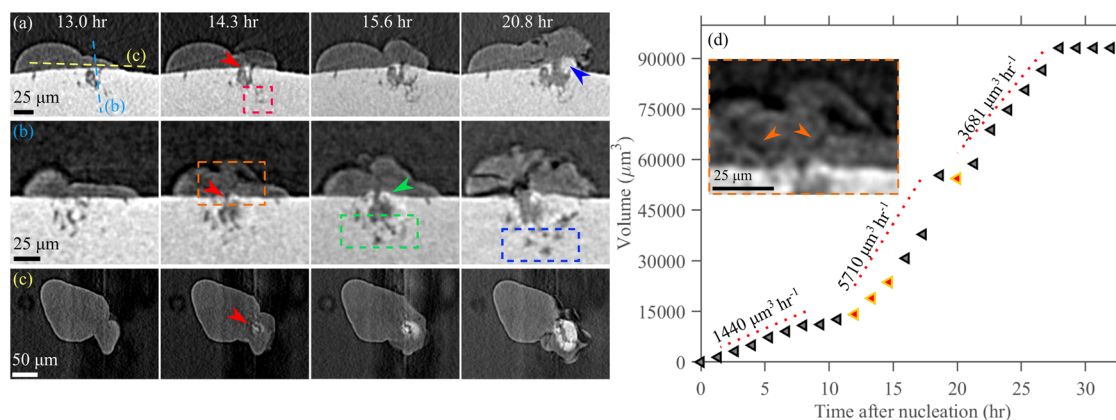 (a) 13.0 hr 14.3 hr 15.6 hr 20.8 hr
(c)
(b)
25 μm
(b)
25 μm
(c)
50 μm
(d)
25 μm
1440 μm³ hr⁻¹
5710 μm³ hr⁻¹
3681 μm³ hr⁻¹
Volume (μm³)
90000
75000
60000
45000
30000
15000
0
0 5 10 15 20 25 30
Time after nucleation (hr)